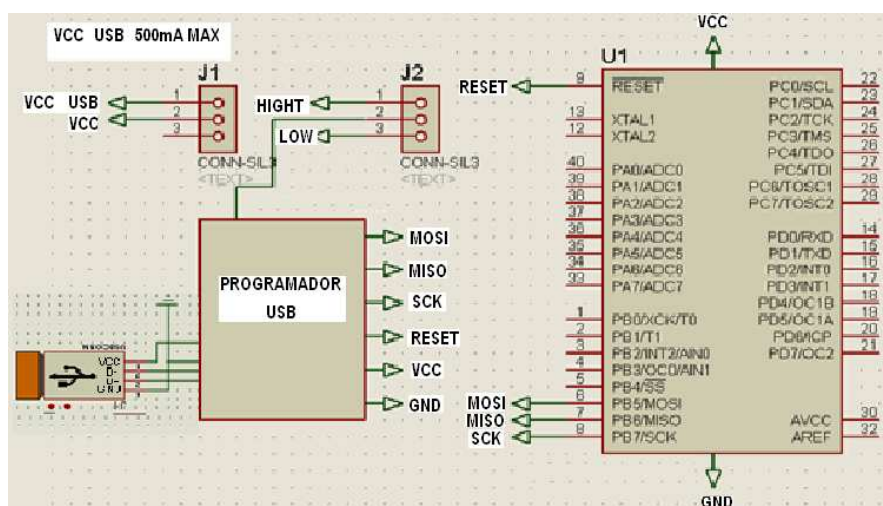 VCC USB 500mA MAX
J1
VCC USB
VCC
1
2
3
CONN-SIL3
<TEXT>
J2
HIGHT
LOW
1
2
3
CONN-SIL3
<TEXT>
PROGRAMADOR
USB
MOSI
MISO
SCK
RESET
VCC
GND
VCC
D-
D+
GND
VCC
U1
RESET
9 RESET
13 XTAL1
12 XTAL2
40 PA0/ADC0
39 PA1/ADC1
38 PA2/ADC2
37 PA3/ADC3
36 PA4/ADC4
35 PA5/ADC5
34 PA6/ADC6
33 PA7/ADC7
1 PB0/XCK/T0
2 PB1/T1
3 PB2/INT2/AIN0
4 PB3/OC0/AIN1
5 PB4/SS
MOSI 6 PB5/MOSI
MISO 7 PB6/MISO
SCK 8 PB7/SCK
PC0/SCL 22
PC1/SDA 23
PC2/TCK 24
PC3/TMS 25
PC4/TDO 26
PC5/TDI 27
PC6/TOSC1 28
PC7/TOSC2 29
PD0/RXD 14
PD1/TXD 15
PD2/INT0 16
PD3/INT1 17
PD4/OC1B 18
PD5/OC1A 19
PD6/ICP 20
PD7/OC2 21
AVCC 30
AREF 32
GND